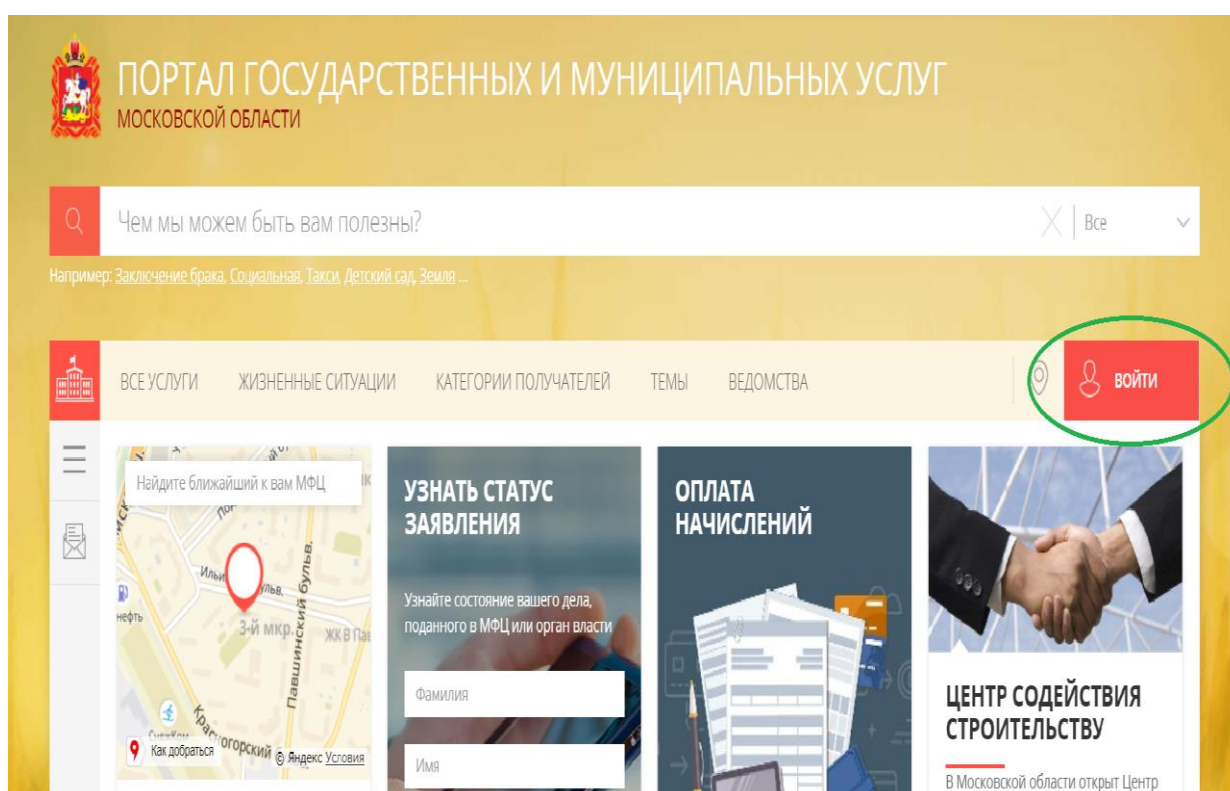 ПОРТАЛ ГОСУДАРСТВЕННЫХ И МУНИЦИПАЛЬНЫХ УСЛУГ
МОСКОВСКОЙ ОБЛАСТИ
Чем мы можем быть вам полезны?
Все
Например: Заключение брака, Социальная, Такси, Детский сад, Земля ...
ВСЕ УСЛУГИ ЖИЗНЕННЫЕ СИТУАЦИИ КАТЕГОРИИ ПОЛУЧАТЕЛЕЙ ТЕМЫ ВЕДОМСТВА
ВОЙТИ
Найдите ближайший к вам МФЦ
3-й мкр.
Павшинский бульв.
нефть
Как добраться
© Яндекс Условия
УЗНАТЬ СТАТУС
ЗАЯВЛЕНИЯ
Узнайте состояние вашего дела,
поданного в МФЦ или орган власти
Фамилия
Имя
ОПЛАТА
НАЧИСЛЕНИЙ
ЦЕНТР СОДЕЙСТВИЯ
СТРОИТЕЛЬСТВУ
В Московской области открыт Центр